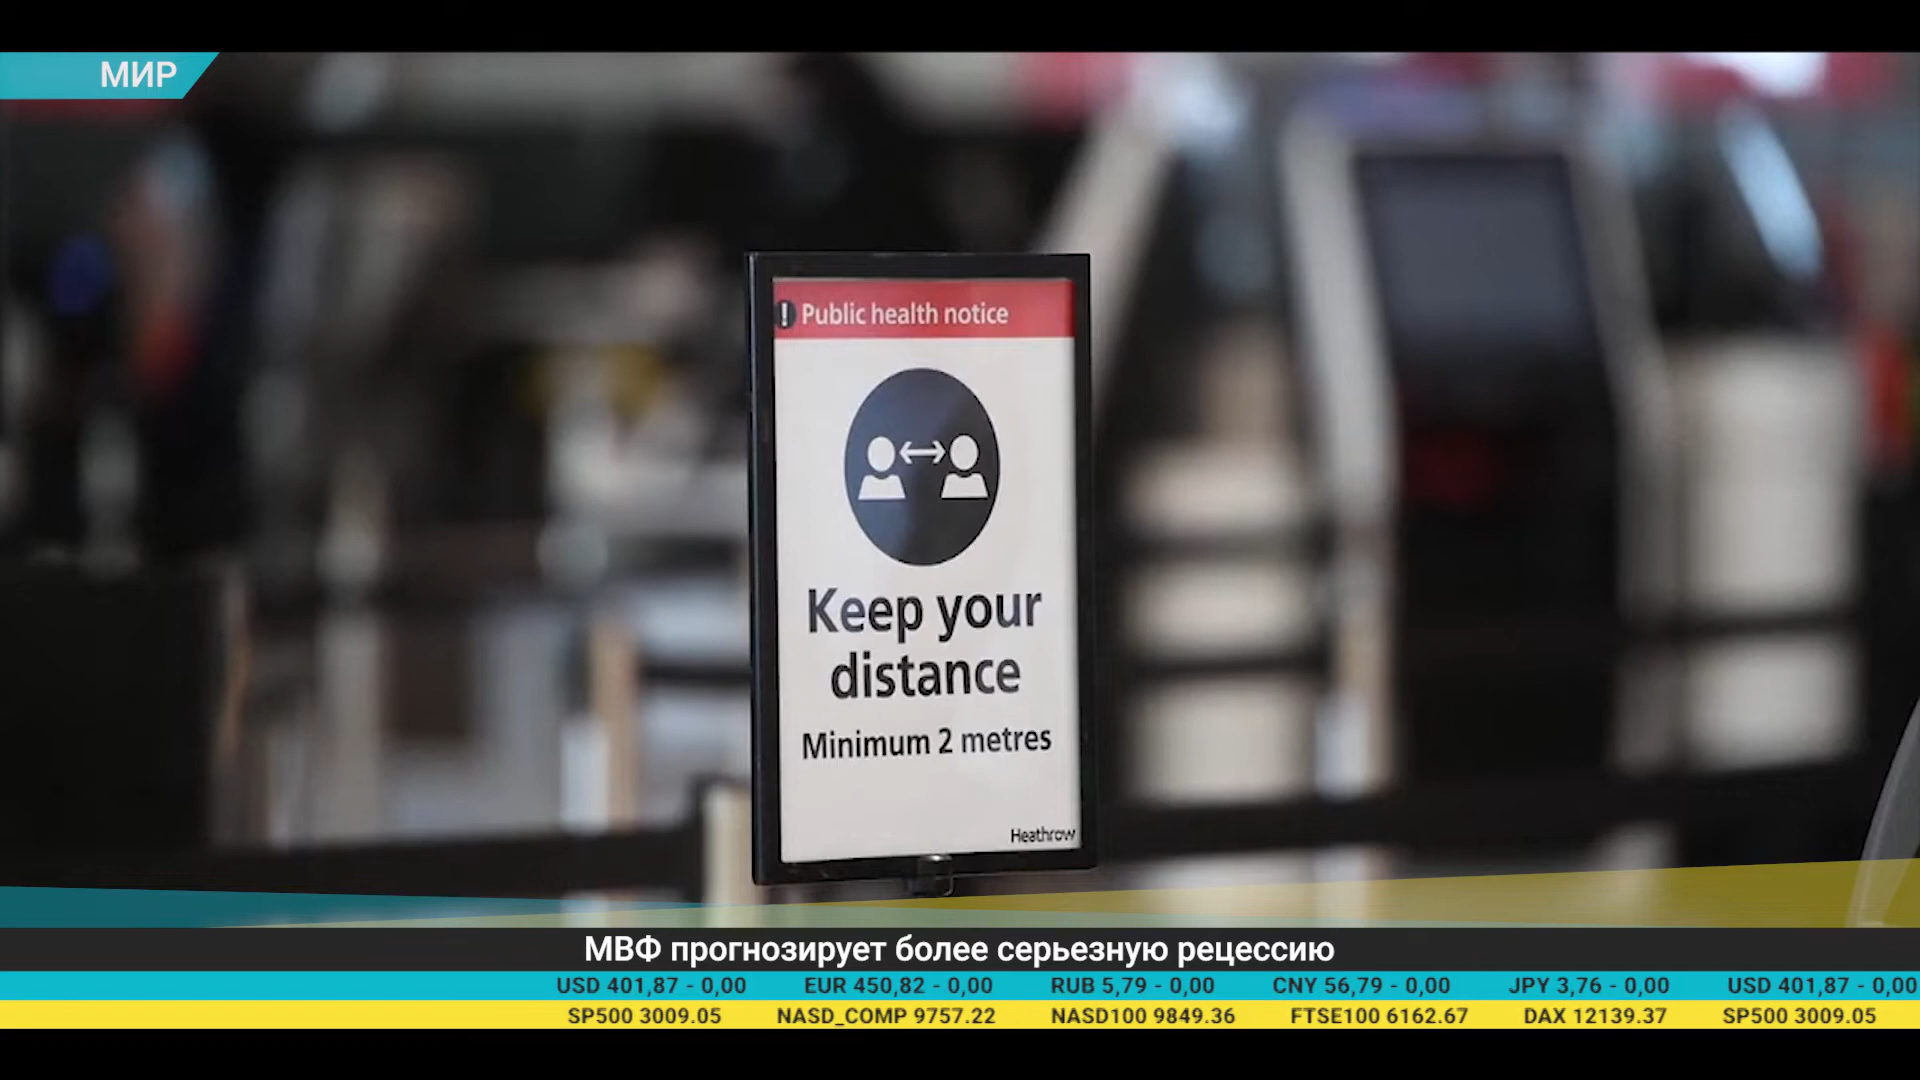 МИР
! Public health notice
Keep your
distance
Minimum 2 metres
Heathrow
МВФ прогнозирует более серьезную рецессию
USD 401,87 - 0,00 EUR 450,82 - 0,00 RUB 5,79 - 0,00 CNY 56,79 - 0,00 JPY 3,76 - 0,00 USD 401,87 - 0,00
SP500 3009.05 NASD_COMP 9757.22 NASD100 9849.36 FTSE100 6162.67 DAX 12139.37 SP500 3009.05